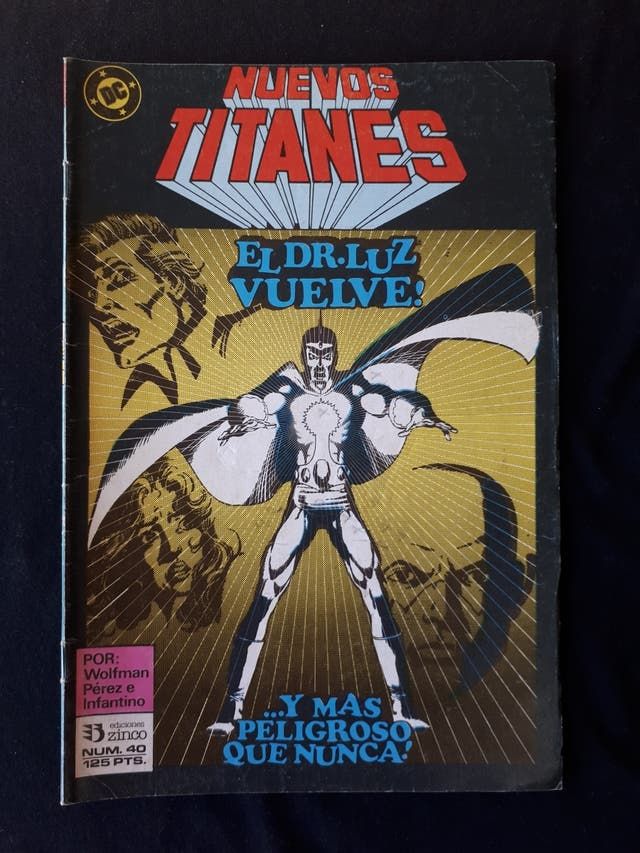 DC
NUEVOS
TITANES
EL DR. LUZ
VUELVE!
POR:
Wolfman
Pérez e
Infantino
ediciones
zinco
NUM. 40
125 PTS.
...Y MAS
PELIGROSO
QUE NUNCA!